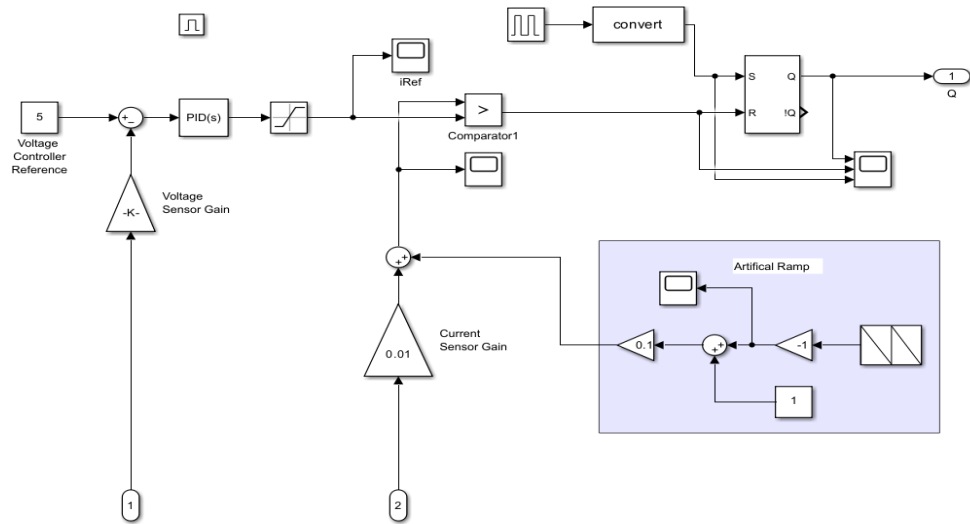 convert
iRef
5
+
−
PID(s)
>
S
Q
R
!Q
1
Q
Voltage
Controller
Reference
Comparator1
-K-
Voltage
Sensor Gain
+
+
Artifical Ramp
Current
Sensor Gain
0.01
0.1
+
+
-1
1
1
2